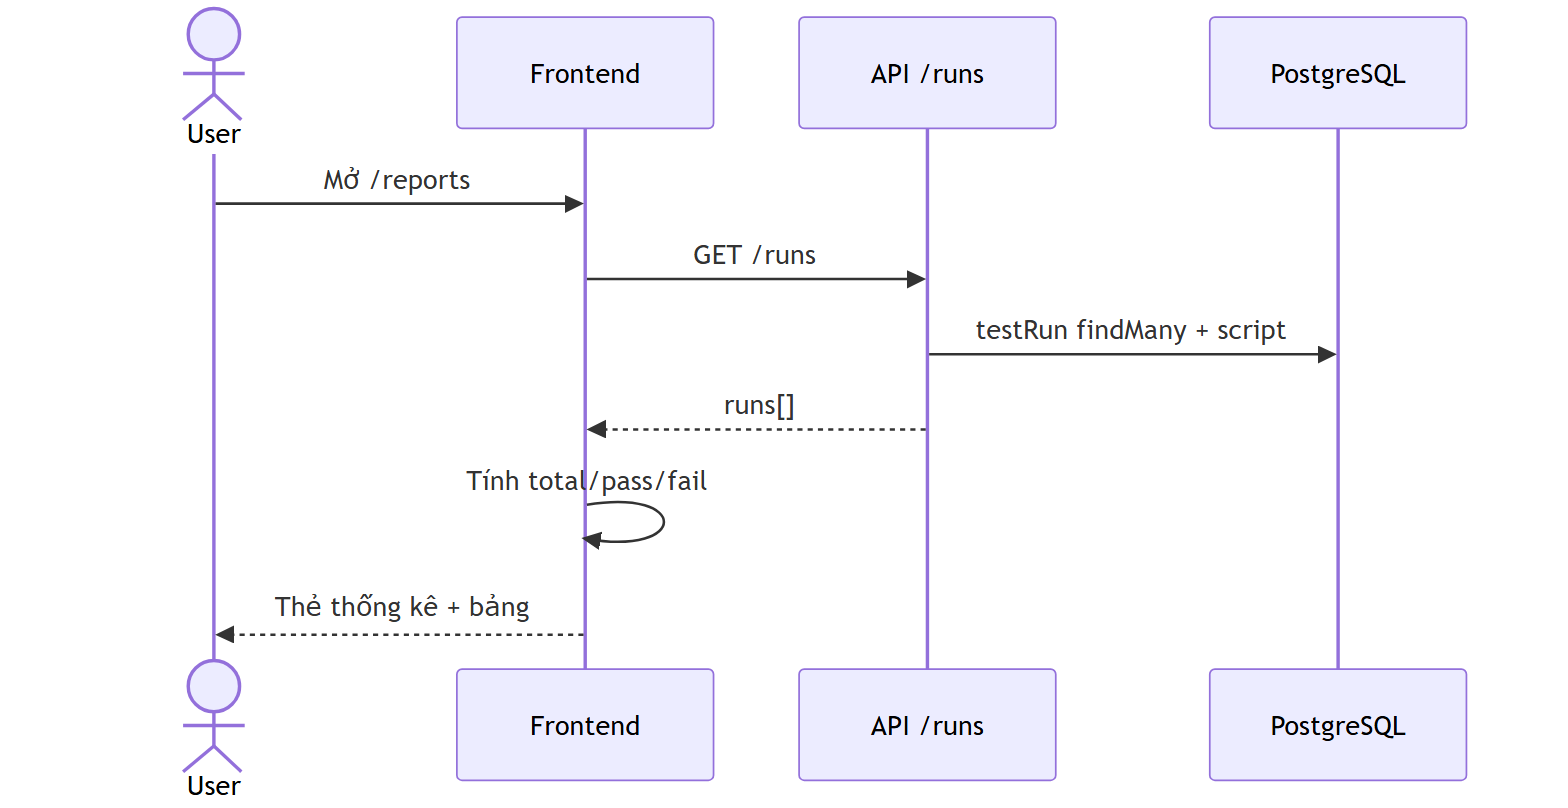 User
Frontend
API /runs
PostgreSQL
Mở /reports
GET /runs
testRun findMany + script
runs[]
Tính total/pass/fail
Thẻ thống kê + bảng
User
Frontend
API /runs
PostgreSQL